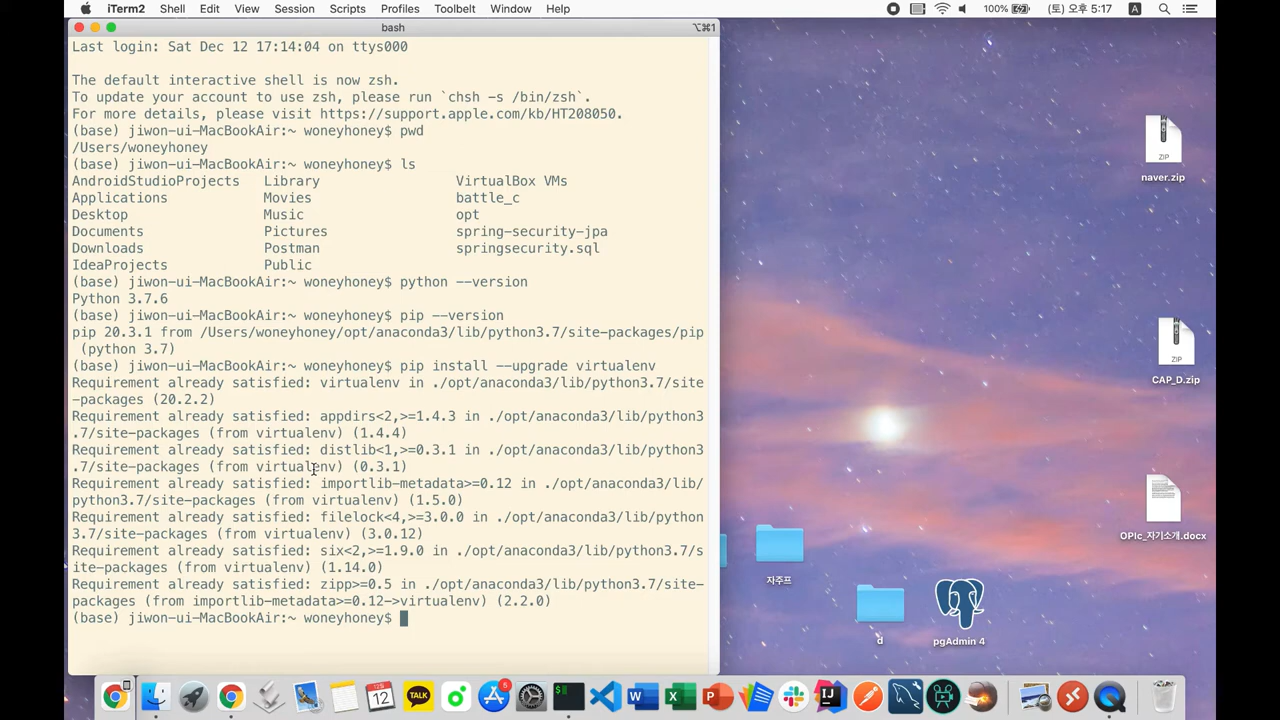 iTerm2 Shell Edit View Session Scripts Profiles Toolbelt Window Help 100% (토) 오후 5:17 A
bash ⌥⌘1
Last login: Sat Dec 12 17:14:04 on ttys000
The default interactive shell is now zsh.
To update your account to use zsh, please run `chsh -s /bin/zsh`.
For more details, please visit https://support.apple.com/kb/HT208050.
(base) jiwon-ui-MacBookAir:~ woneyhoney$ pwd
/Users/woneyhoney
(base) jiwon-ui-MacBookAir:~ woneyhoney$ ls
AndroidStudioProjects Library VirtualBox VMs
Applications Movies battle_c
Desktop Music opt
Documents Pictures spring-security-jpa
Downloads Postman springsecurity.sql
IdeaProjects Public
(base) jiwon-ui-MacBookAir:~ woneyhoney$ python --version
Python 3.7.6
(base) jiwon-ui-MacBookAir:~ woneyhoney$ pip --version
pip 20.3.1 from /Users/woneyhoney/opt/anaconda3/lib/python3.7/site-packages/pip
(python 3.7)
(base) jiwon-ui-MacBookAir:~ woneyhoney$ pip install --upgrade virtualenv
Requirement already satisfied: virtualenv in ./opt/anaconda3/lib/python3.7/site
-packages (20.2.2)
Requirement already satisfied: appdirs<2,>=1.4.3 in ./opt/anaconda3/lib/python3
.7/site-packages (from virtualenv) (1.4.4)
Requirement already satisfied: distlib<1,>=0.3.1 in ./opt/anaconda3/lib/python3
.7/site-packages (from virtualenv) (0.3.1)
Requirement already satisfied: importlib-metadata>=0.12 in ./opt/anaconda3/lib/
python3.7/site-packages (from virtualenv) (1.5.0)
Requirement already satisfied: filelock<4,>=3.0.0 in ./opt/anaconda3/lib/python
3.7/site-packages (from virtualenv) (3.0.12)
Requirement already satisfied: six<2,>=1.9.0 in ./opt/anaconda3/lib/python3.7/s
ite-packages (from virtualenv) (1.14.0)
Requirement already satisfied: zipp>=0.5 in ./opt/anaconda3/lib/python3.7/site-
packages (from importlib-metadata>=0.12->virtualenv) (2.2.0)
(base) jiwon-ui-MacBookAir:~ woneyhoney$
ZIP
naver.zip
ZIP
CAP_D.zip
OPIc_자기소개.docx
자주프
d
pgAdmin 4
12
TALK
6
W
X
P
IJ